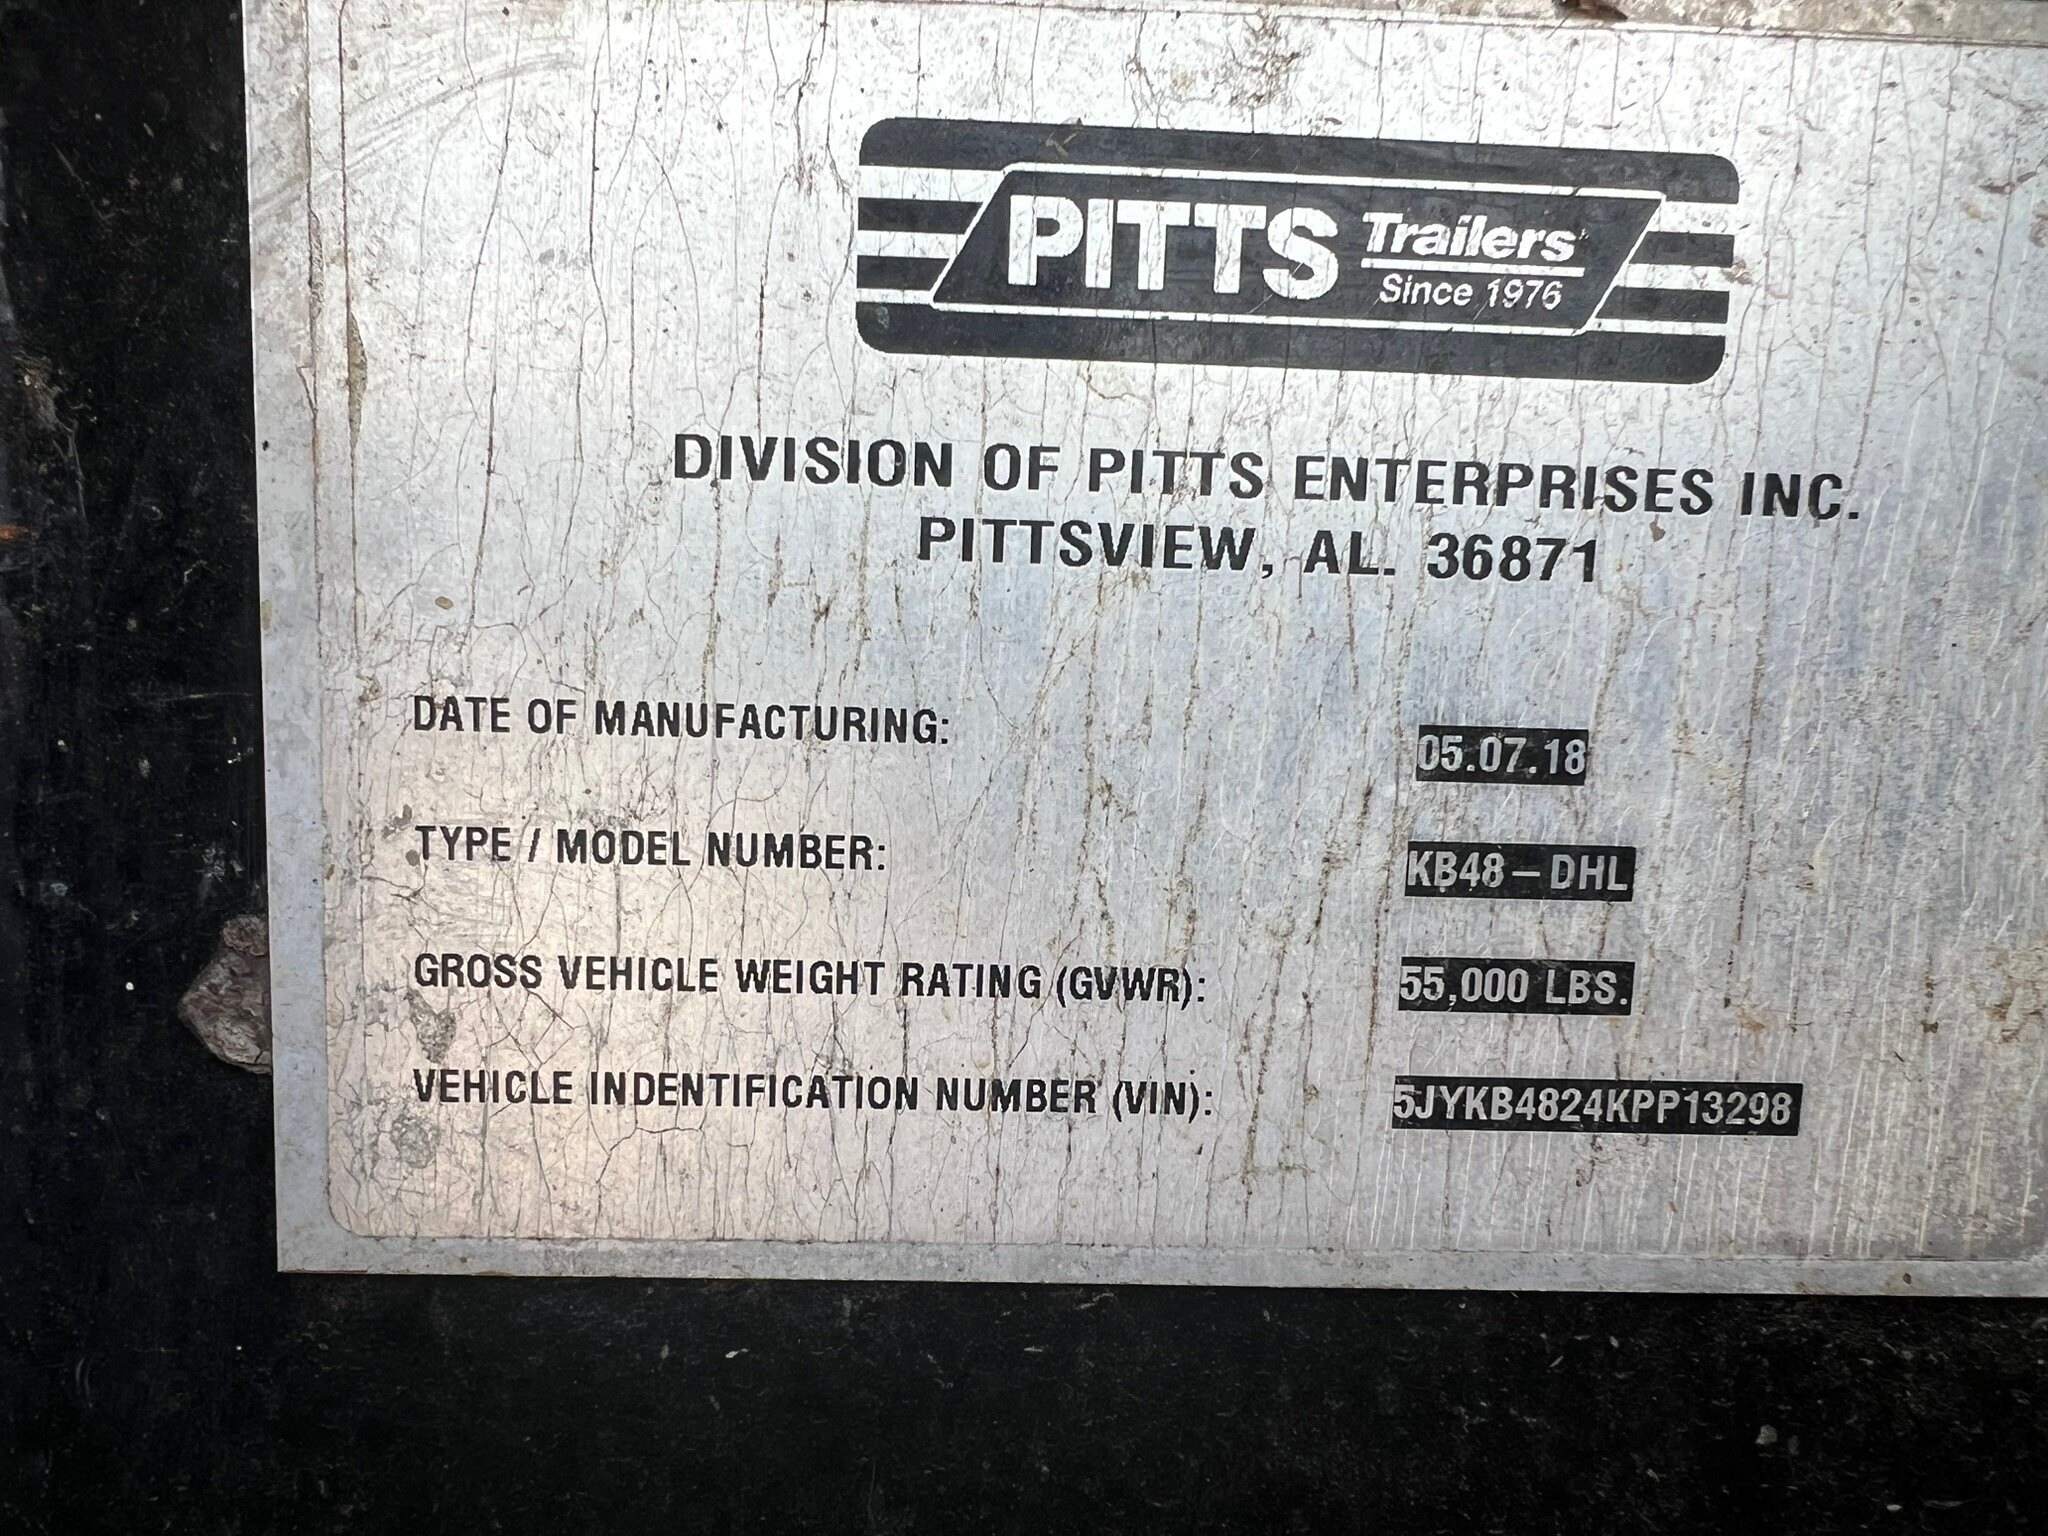 PITTS Trailers
Since 1976
DIVISION OF PITTS ENTERPRISES INC.
PITTSVIEW, AL. 36871
DATE OF MANUFACTURING: 05.07.18
TYPE / MODEL NUMBER: KB48 – DHL
GROSS VEHICLE WEIGHT RATING (GVWR): 55,000 LBS.
VEHICLE INDENTIFICATION NUMBER (VIN): 5JYKB4824KPP13298